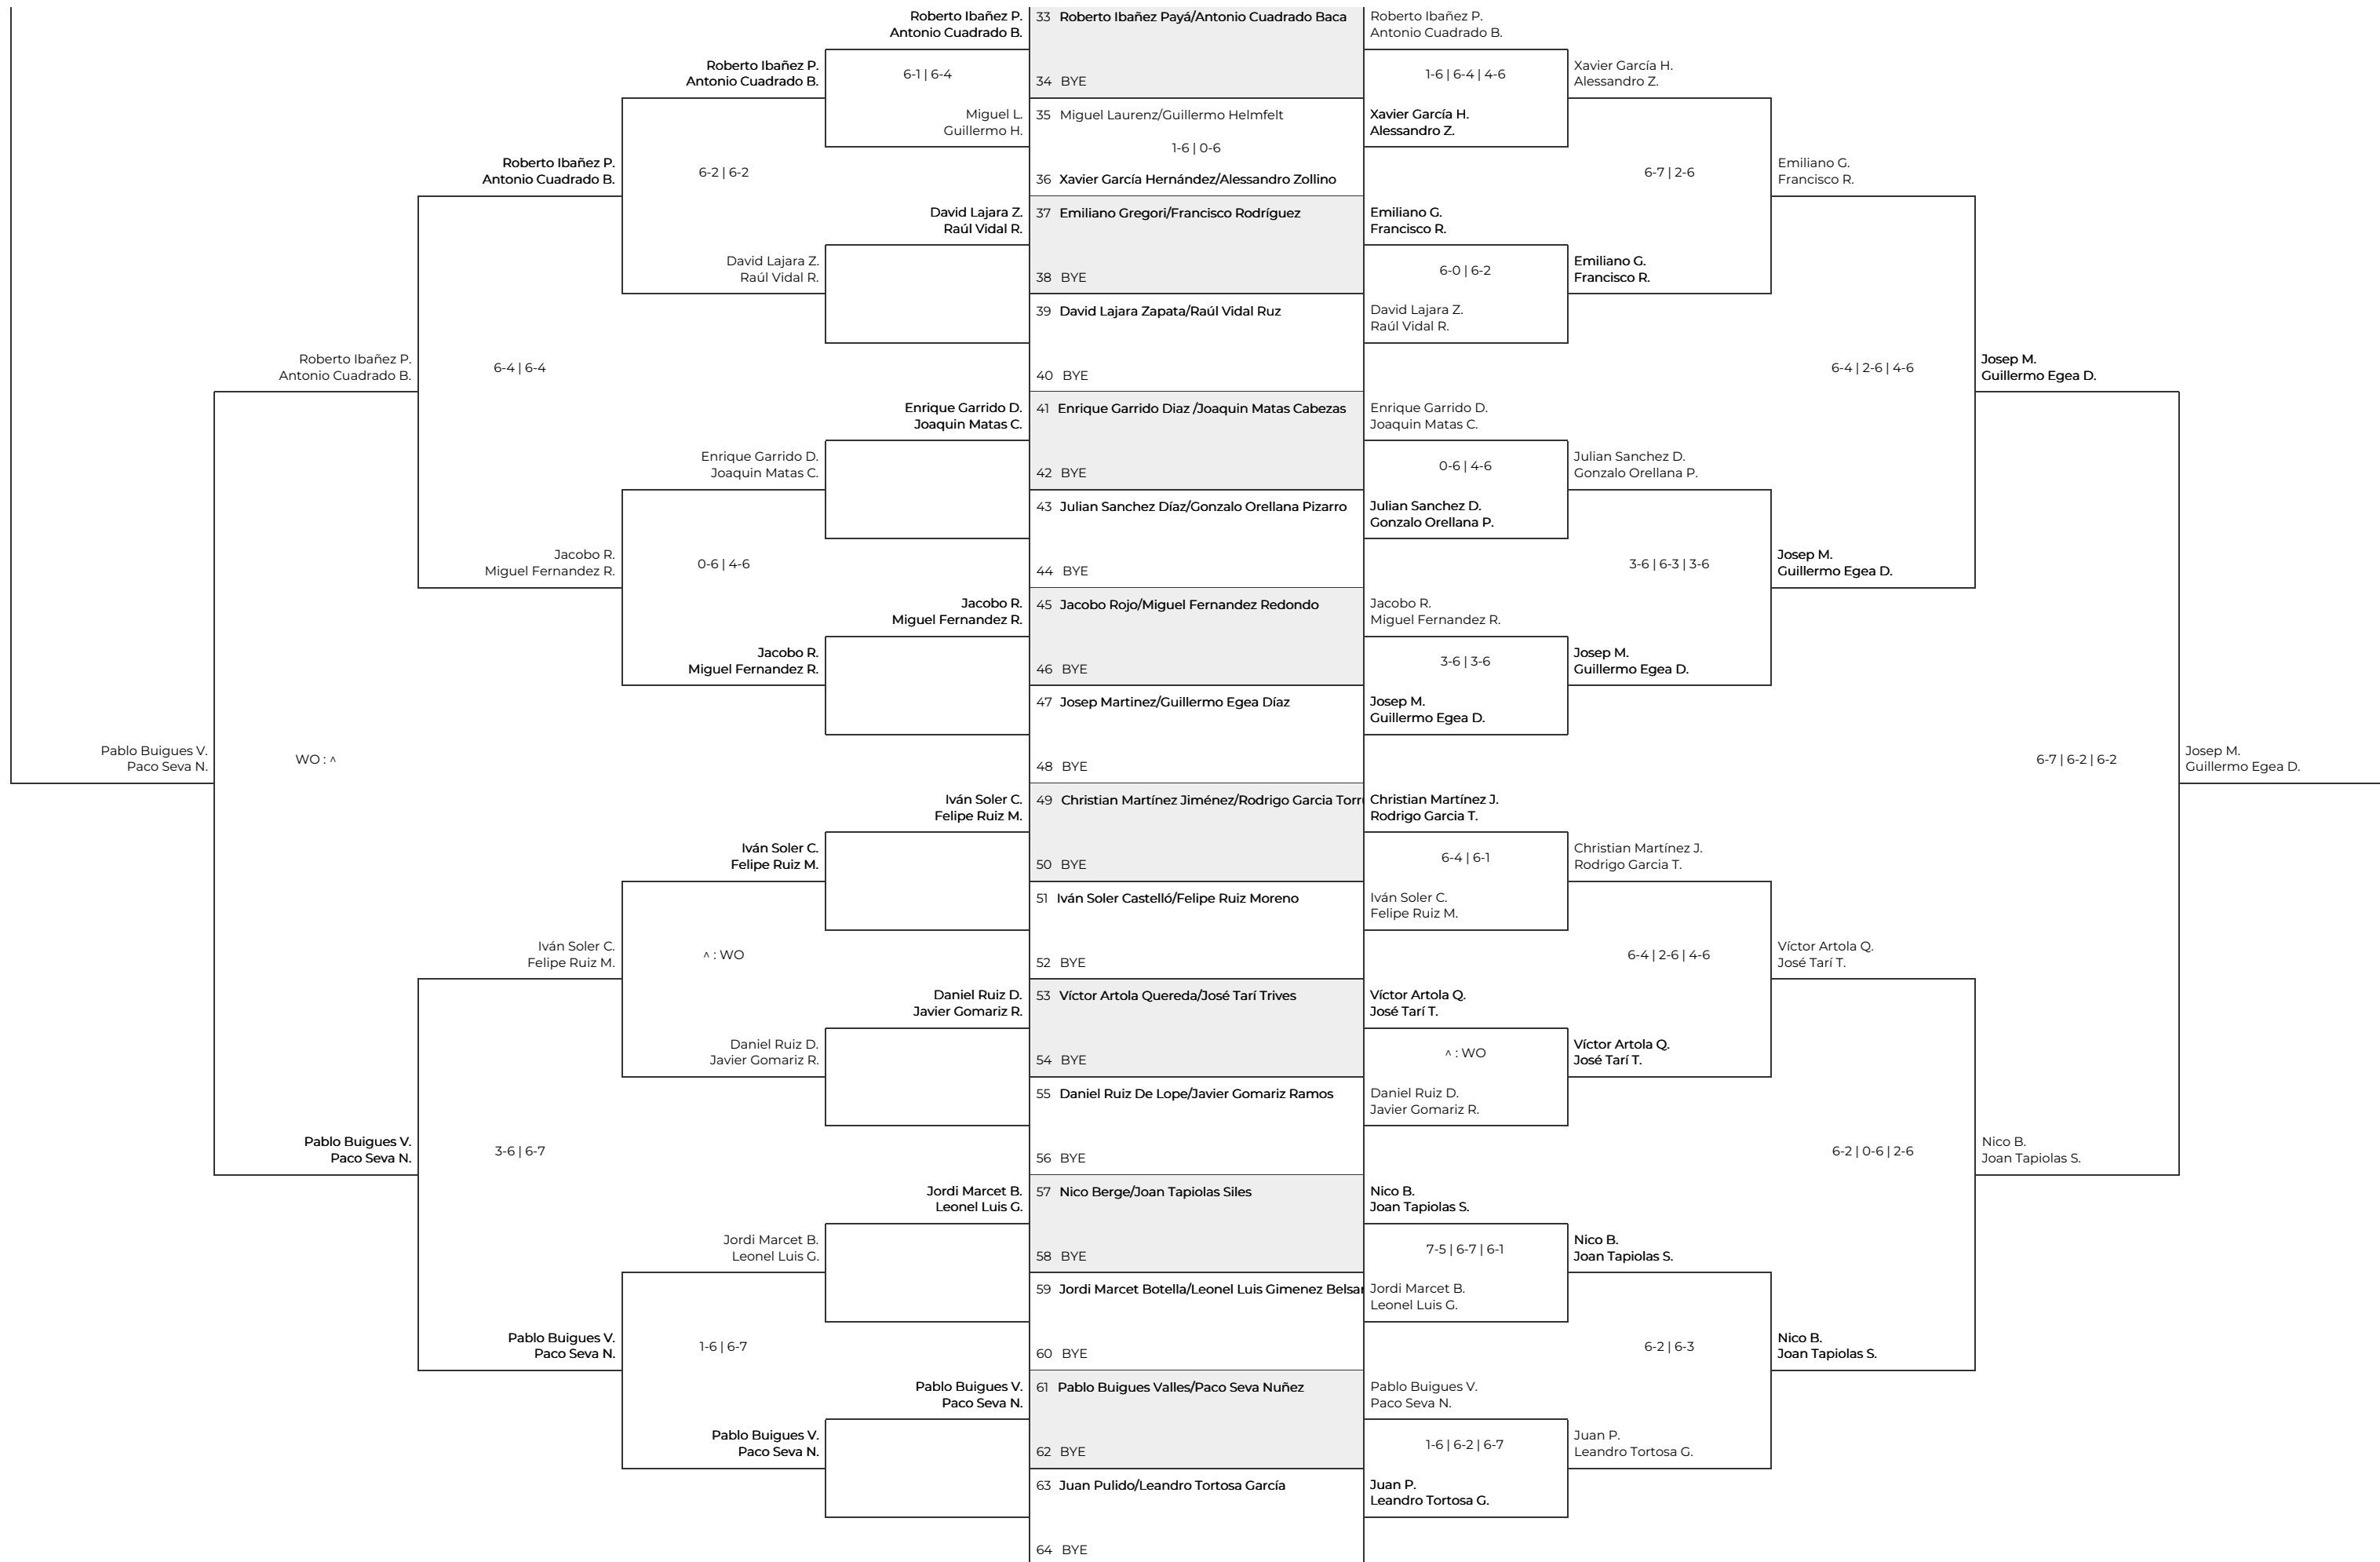 Roberto Ibañez P.
Antonio Cuadrado B.
33 Roberto Ibañez Payá/Antonio Cuadrado Baca
Roberto Ibañez P.
Antonio Cuadrado B.
Roberto Ibañez P.
Antonio Cuadrado B.
6-1 | 6-4
34 BYE
1-6 | 6-4 | 4-6
Xavier García H.
Alessandro Z.
Miguel L.
Guillermo H.
35 Miguel Laurenz/Guillermo Helmfelt
Xavier García H.
Alessandro Z.
1-6 | 0-6
Roberto Ibañez P.
Antonio Cuadrado B.
6-2 | 6-2
36 Xavier García Hernández/Alessandro Zollino
6-7 | 2-6
Emiliano G.
Francisco R.
David Lajara Z.
Raúl Vidal R.
37 Emiliano Gregori/Francisco Rodríguez
Emiliano G.
Francisco R.
David Lajara Z.
Raúl Vidal R.
38 BYE
6-0 | 6-2
Emiliano G.
Francisco R.
39 David Lajara Zapata/Raúl Vidal Ruz
David Lajara Z.
Raúl Vidal R.
Roberto Ibañez P.
Antonio Cuadrado B.
6-4 | 6-4
40 BYE
6-4 | 2-6 | 4-6
Josep M.
Guillermo Egea D.
Enrique Garrido D.
Joaquin Matas C.
41 Enrique Garrido Diaz /Joaquin Matas Cabezas
Enrique Garrido D.
Joaquin Matas C.
Enrique Garrido D.
Joaquin Matas C.
42 BYE
0-6 | 4-6
Julian Sanchez D.
Gonzalo Orellana P.
43 Julian Sanchez Díaz/Gonzalo Orellana Pizarro
Julian Sanchez D.
Gonzalo Orellana P.
Jacobo R.
Miguel Fernandez R.
0-6 | 4-6
44 BYE
3-6 | 6-3 | 3-6
Josep M.
Guillermo Egea D.
Jacobo R.
Miguel Fernandez R.
45 Jacobo Rojo/Miguel Fernandez Redondo
Jacobo R.
Miguel Fernandez R.
Jacobo R.
Miguel Fernandez R.
46 BYE
3-6 | 3-6
Josep M.
Guillermo Egea D.
47 Josep Martinez/Guillermo Egea Díaz
Josep M.
Guillermo Egea D.
Pablo Buigues V.
Paco Seva N.
WO : ^
48 BYE
6-7 | 6-2 | 6-2
Josep M.
Guillermo Egea D.
Iván Soler C.
Felipe Ruiz M.
49 Christian Martínez Jiménez/Rodrigo Garcia Torr
Christian Martínez J.
Rodrigo Garcia T.
Iván Soler C.
Felipe Ruiz M.
50 BYE
6-4 | 6-1
Christian Martínez J.
Rodrigo Garcia T.
51 Iván Soler Castelló/Felipe Ruiz Moreno
Iván Soler C.
Felipe Ruiz M.
Iván Soler C.
Felipe Ruiz M.
^ : WO
52 BYE
6-4 | 2-6 | 4-6
Víctor Artola Q.
José Tarí T.
Daniel Ruiz D.
Javier Gomariz R.
53 Víctor Artola Quereda/José Tarí Trives
Víctor Artola Q.
José Tarí T.
Daniel Ruiz D.
Javier Gomariz R.
54 BYE
^ : WO
Víctor Artola Q.
José Tarí T.
55 Daniel Ruiz De Lope/Javier Gomariz Ramos
Daniel Ruiz D.
Javier Gomariz R.
Pablo Buigues V.
Paco Seva N.
3-6 | 6-7
56 BYE
6-2 | 0-6 | 2-6
Nico B.
Joan Tapiolas S.
Jordi Marcet B.
Leonel Luis G.
57 Nico Berge/Joan Tapiolas Siles
Nico B.
Joan Tapiolas S.
Jordi Marcet B.
Leonel Luis G.
58 BYE
7-5 | 6-7 | 6-1
Nico B.
Joan Tapiolas S.
59 Jordi Marcet Botella/Leonel Luis Gimenez Belsa
Jordi Marcet B.
Leonel Luis G.
Pablo Buigues V.
Paco Seva N.
1-6 | 6-7
60 BYE
6-2 | 6-3
Nico B.
Joan Tapiolas S.
Pablo Buigues V.
Paco Seva N.
61 Pablo Buigues Valles/Paco Seva Nuñez
Pablo Buigues V.
Paco Seva N.
Pablo Buigues V.
Paco Seva N.
62 BYE
1-6 | 6-2 | 6-7
Juan P.
Leandro Tortosa G.
63 Juan Pulido/Leandro Tortosa García
Juan P.
Leandro Tortosa G.
64 BYE